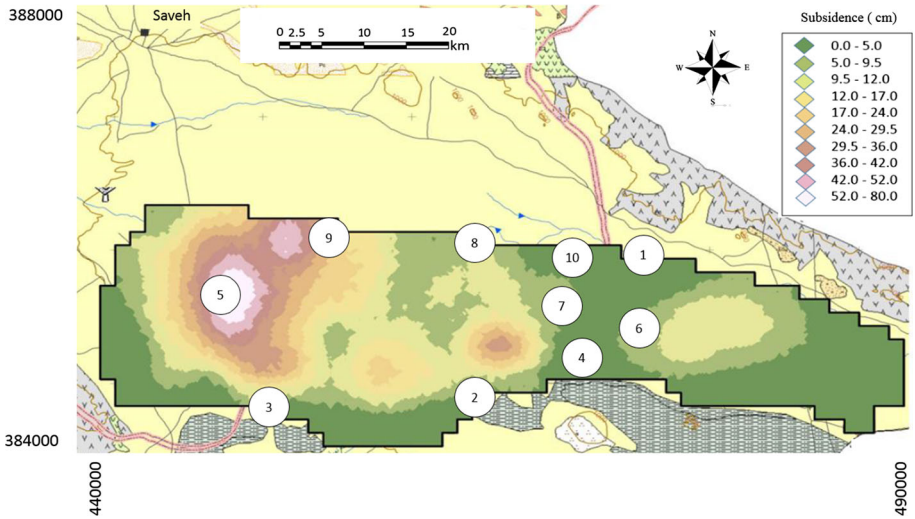 388000
Saveh
0 2.5 5 10 15 20
km
N
W E
S
Subsidence ( cm)
0.0 - 5.0
5.0 - 9.5
9.5 - 12.0
12.0 - 17.0
17.0 - 24.0
24.0 - 29.5
29.5 - 36.0
36.0 - 42.0
42.0 - 52.0
52.0 - 80.0
9
8
10
1
5
7
6
4
3
2
384000
440000
490000